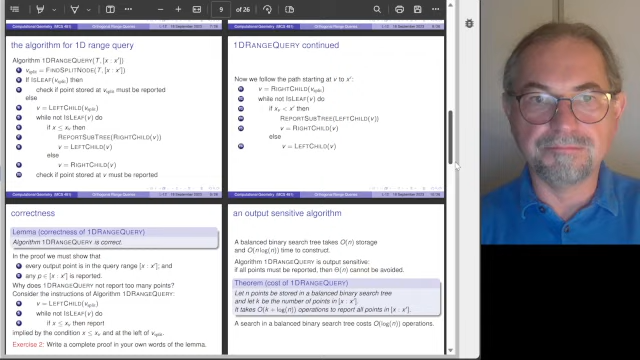 9 of 26
the algorithm for 1D range query
Algorithm 1DRANGEQUERY(T, [x : x′])
v_split = FINDSPLITNODE(T, [x : x′])
if ISLEAF(v_split) then
check if point stored at v_split must be reported
else
v = LEFTCHILD(v_split)
while not ISLEAF(v) do
if x ≤ x_v then
REPORTSUBTREE(RIGHTCHILD(v))
v = LEFTCHILD(v)
else
v = RIGHTCHILD(v)
check if point stored at v must be reported
1DRANGEQUERY continued
Now we follow the path starting at v to x′:
v = RIGHTCHILD(v_split)
while not ISLEAF(v) do
if x_v < x′ then
REPORTSUBTREE(LEFTCHILD(v)
v = RIGHTCHILD(v)
else
v = LEFTCHILD(v)
correctness
Lemma (correctness of 1DRANGEQUERY)
Algorithm 1DRANGEQUERY is correct.
In the proof we must show that
every output point is in the query range [x : x′]; and
any p ∈ [x : x′] is reported.
Why does 1DRANGEQUERY not report too many points?
Consider the instructions of Algorithm 1DRANGEQUERY:
v = LEFTCHILD(v_split)
while not ISLEAF(v) do
if x ≤ x_v then report
implied by the condition x ≤ x_v and at the left of v_split.
Exercise 2: Write a complete proof in your own words of the lemma.
an output sensitive algorithm
A balanced binary search tree takes O(n) storage
and O(n log(n)) time to construct.
Algorithm 1DRANGEQUERY is output sensitive:
if all points must be reported, then Θ(n) cannot be avoided.
Theorem (cost of 1DRANGEQUERY)
Let n points be stored in a balanced binary search tree
and let k be the number of points in [x : x′].
It takes O(k + log(n)) operations to report all points in [x : x′].
A search in a balanced binary search tree costs O(log(n)) operations.